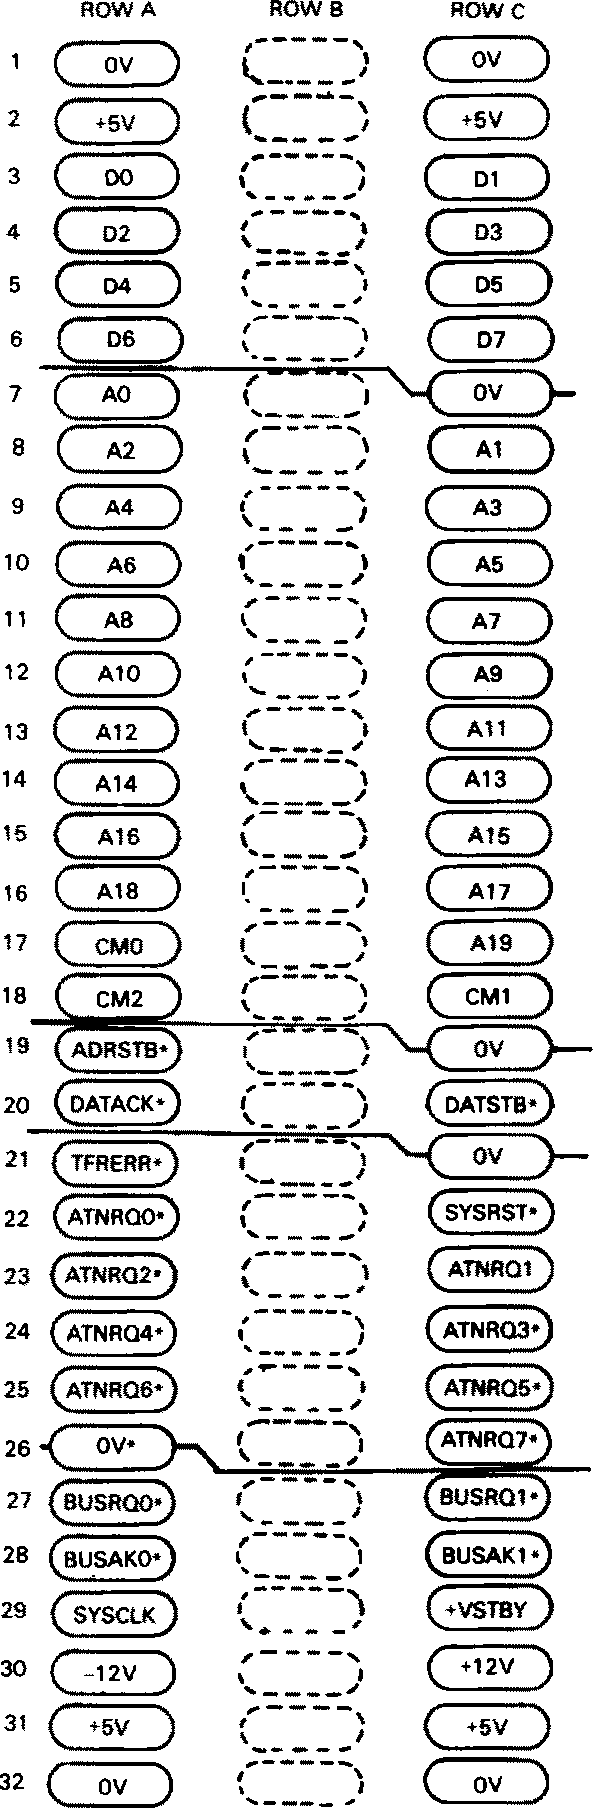 ROW A ROW B ROW C
1 0V 0V
2 +5V +5V
3 D0 D1
4 D2 D3
5 D4 D5
6 D6 D7
7 A0 0V
8 A2 A1
9 A4 A3
10 A6 A5
11 A8 A7
12 A10 A9
13 A12 A11
14 A14 A13
15 A16 A15
16 A18 A17
17 CM0 A19
18 CM2 CM1
19 ADRSTB* 0V
20 DATACK* DATSTB*
21 TFRERR* 0V
22 ATNRQ0* SYSRST*
23 ATNRQ2* ATNRQ1
24 ATNRQ4* ATNRQ3*
25 ATNRQ6* ATNRQ5*
26 0V* ATNRQ7*
27 BUSRQ0* BUSRQ1*
28 BUSAK0* BUSAK1*
29 SYSCLK +VSTBY
30 -12V +12V
31 +5V +5V
32 0V 0V